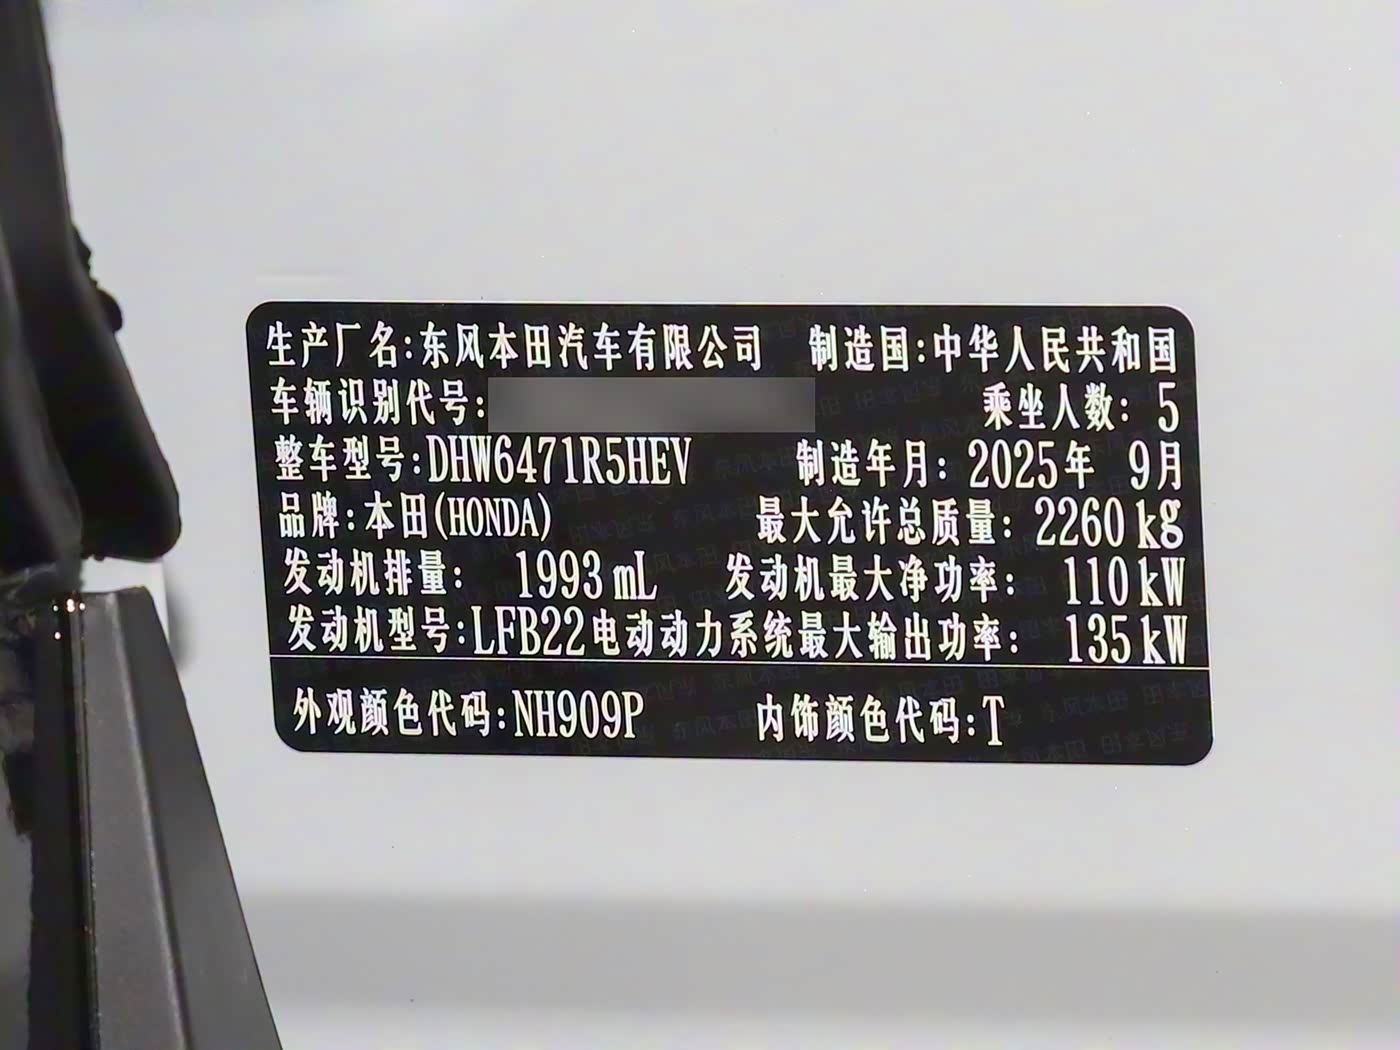 生产厂名:东风本田汽车有限公司 制造国:中华人民共和国
车辆识别代号: 乘坐人数: 5
整车型号:DHW6471R5HEV 制造年月: 2025年 9月
品牌:本田(HONDA) 最大允许总质量: 2260 kg
发动机排量: 1993 mL 发动机最大净功率: 110 kW
发动机型号:LFB22 电动动力系统最大输出功率: 135 kW
外观颜色代码:NH909P 内饰颜色代码:T